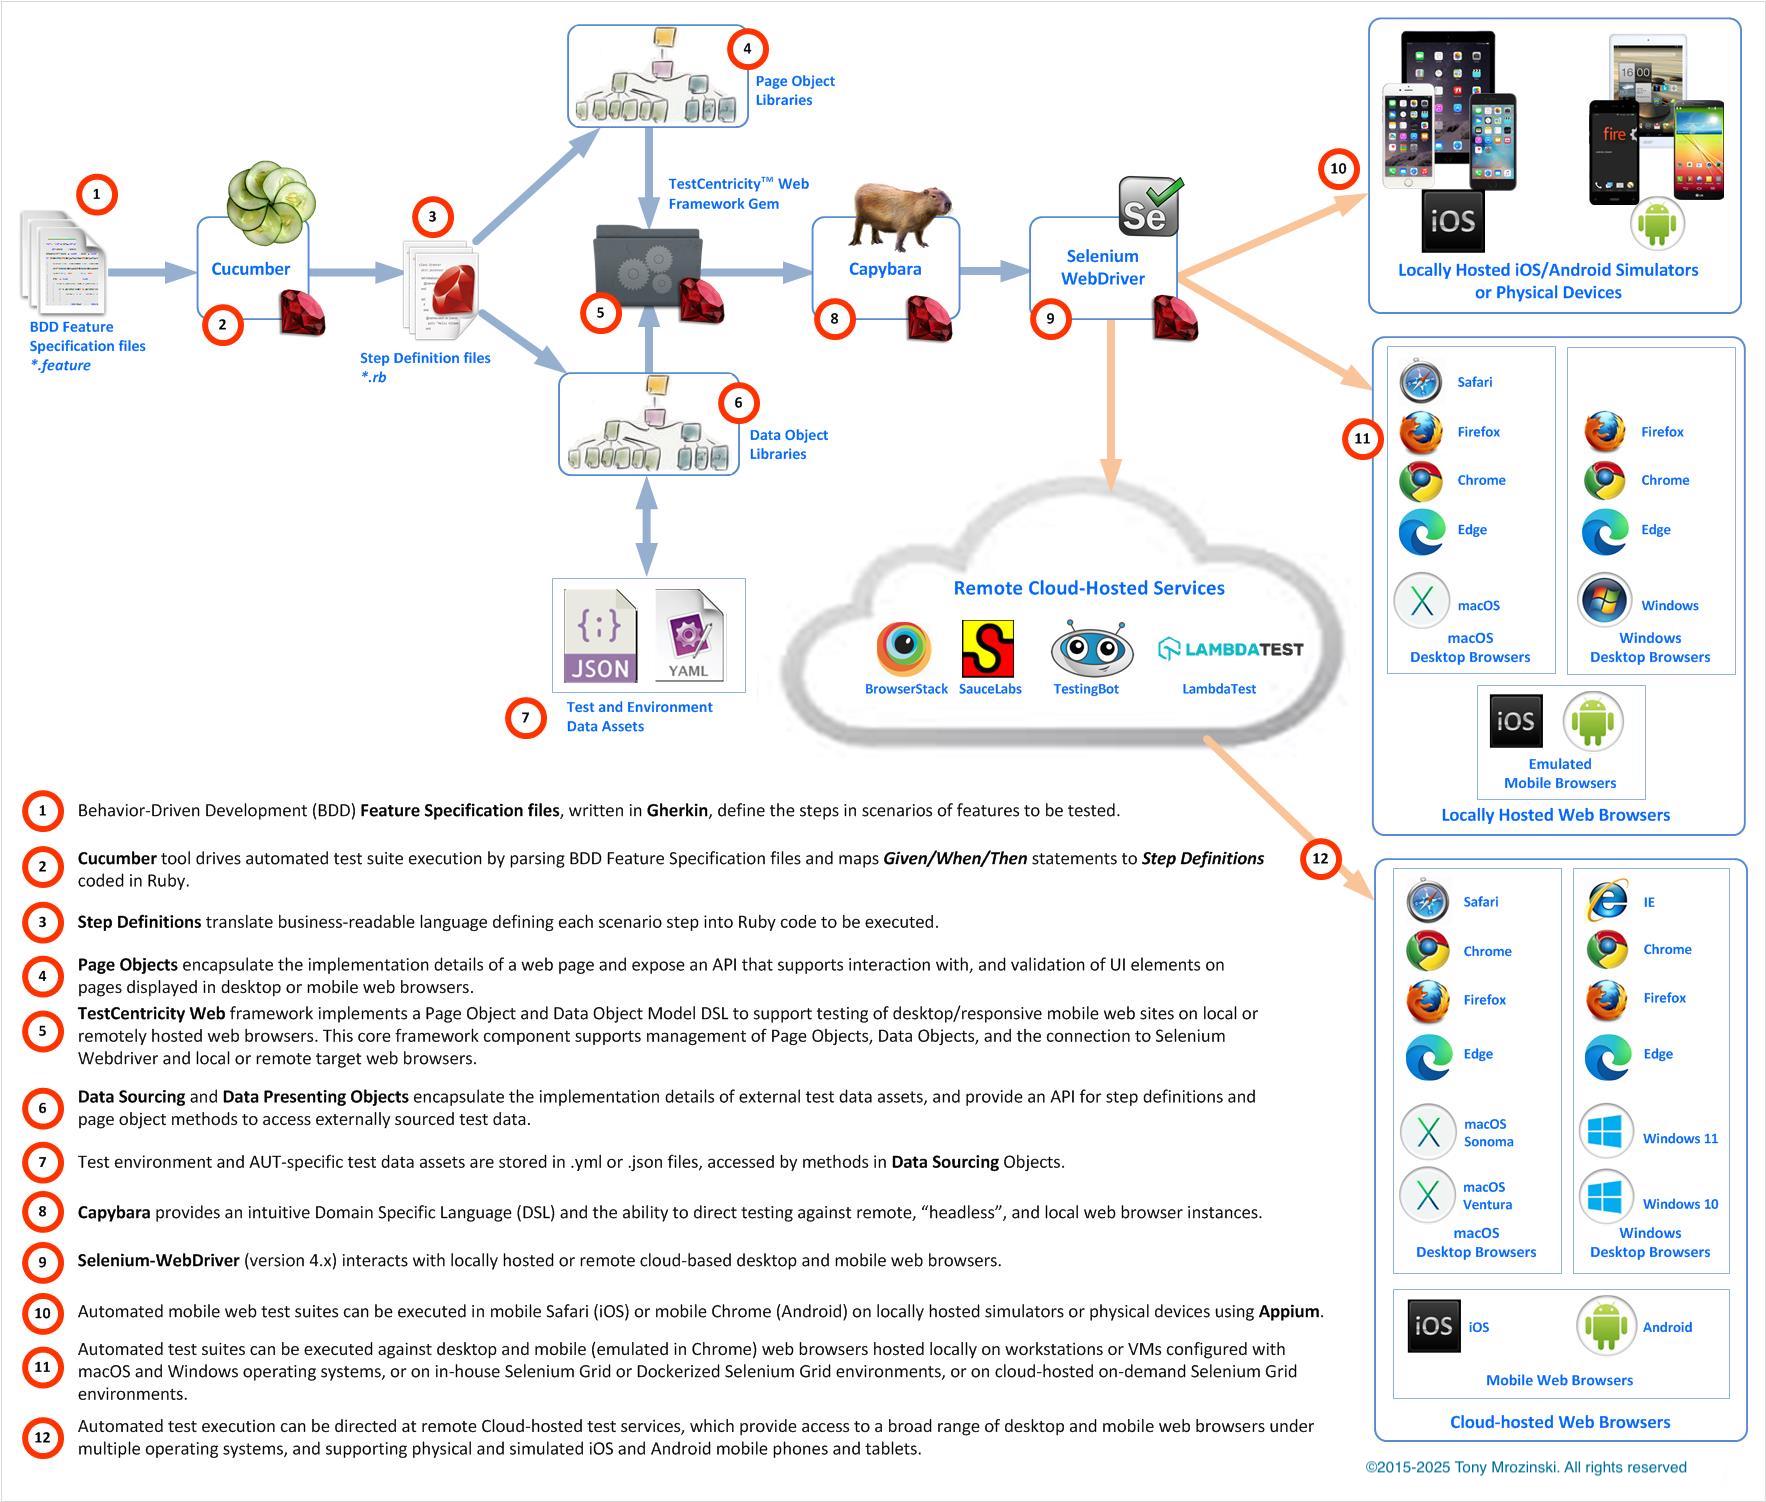 1
BDD Feature
Specification files
*.feature
Cucumber
2
3
Step Definition files
*.rb
4
Page Object
Libraries
TestCentricity™ Web
Framework Gem
5
6
Data Object
Libraries
JSON
YAML
7
Test and Environment
Data Assets
Capybara
8
Se
Selenium
WebDriver
9
10
16 00
fire
iOS
Locally Hosted iOS/Android Simulators
or Physical Devices
11
Safari
Firefox
Chrome
Edge
macOS
macOS
Desktop Browsers
Firefox
Chrome
Edge
Windows
Windows
Desktop Browsers
iOS
Emulated
Mobile Browsers
Locally Hosted Web Browsers
Remote Cloud-Hosted Services
LAMBDATEST
BrowserStack SauceLabs TestingBot LambdaTest
12
Safari
Chrome
Firefox
Edge
macOS
Sonoma
macOS
Ventura
macOS
Desktop Browsers
IE
Chrome
Firefox
Edge
Windows 11
Windows 10
Windows
Desktop Browsers
iOS iOS
Android
Mobile Web Browsers
Cloud-hosted Web Browsers
1 Behavior-Driven Development (BDD) Feature Specification files, written in Gherkin, define the steps in scenarios of features to be tested.
2 Cucumber tool drives automated test suite execution by parsing BDD Feature Specification files and maps Given/When/Then statements to Step Definitions
coded in Ruby.
3 Step Definitions translate business-readable language defining each scenario step into Ruby code to be executed.
4 Page Objects encapsulate the implementation details of a web page and expose an API that supports interaction with, and validation of UI elements on
pages displayed in desktop or mobile web browsers.
5 TestCentricity Web framework implements a Page Object and Data Object Model DSL to support testing of desktop/responsive mobile web sites on local or
remotely hosted web browsers. This core framework component supports management of Page Objects, Data Objects, and the connection to Selenium
Webdriver and local or remote target web browsers.
6 Data Sourcing and Data Presenting Objects encapsulate the implementation details of external test data assets, and provide an API for step definitions and
page object methods to access externally sourced test data.
7 Test environment and AUT-specific test data assets are stored in .yml or .json files, accessed by methods in Data Sourcing Objects.
8 Capybara provides an intuitive Domain Specific Language (DSL) and the ability to direct testing against remote, “headless”, and local web browser instances.
9 Selenium-WebDriver (version 4.x) interacts with locally hosted or remote cloud-based desktop and mobile web browsers.
10 Automated mobile web test suites can be executed in mobile Safari (iOS) or mobile Chrome (Android) on locally hosted simulators or physical devices using Appium.
11 Automated test suites can be executed against desktop and mobile (emulated in Chrome) web browsers hosted locally on workstations or VMs configured with
macOS and Windows operating systems, or on in-house Selenium Grid or Dockerized Selenium Grid environments, or on cloud-hosted on-demand Selenium Grid
environments.
12 Automated test execution can be directed at remote Cloud-hosted test services, which provide access to a broad range of desktop and mobile web browsers under
multiple operating systems, and supporting physical and simulated iOS and Android mobile phones and tablets.
©2015-2025 Tony Mrozinski. All rights reserved